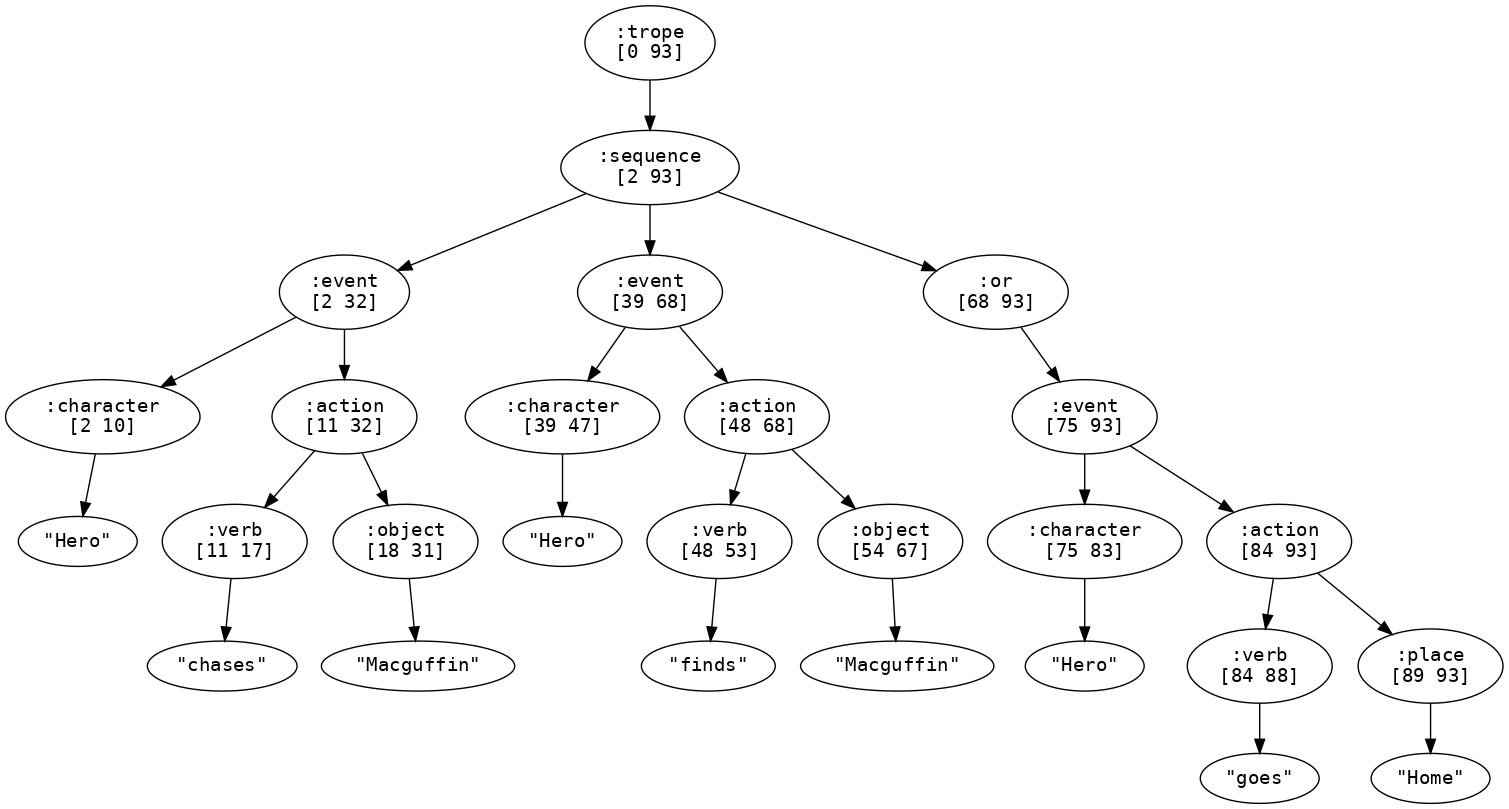 :trope
[0 93]
:sequence
[2 93]
:event
[2 32]
:event
[39 68]
:or
[68 93]
:character
[2 10]
:action
[11 32]
:character
[39 47]
:action
[48 68]
:event
[75 93]
"Hero"
:verb
[11 17]
:object
[18 31]
"Hero"
:verb
[48 53]
:object
[54 67]
:character
[75 83]
:action
[84 93]
"chases"
"Macguffin"
"finds"
"Macguffin"
"Hero"
:verb
[84 88]
:place
[89 93]
"goes"
"Home"